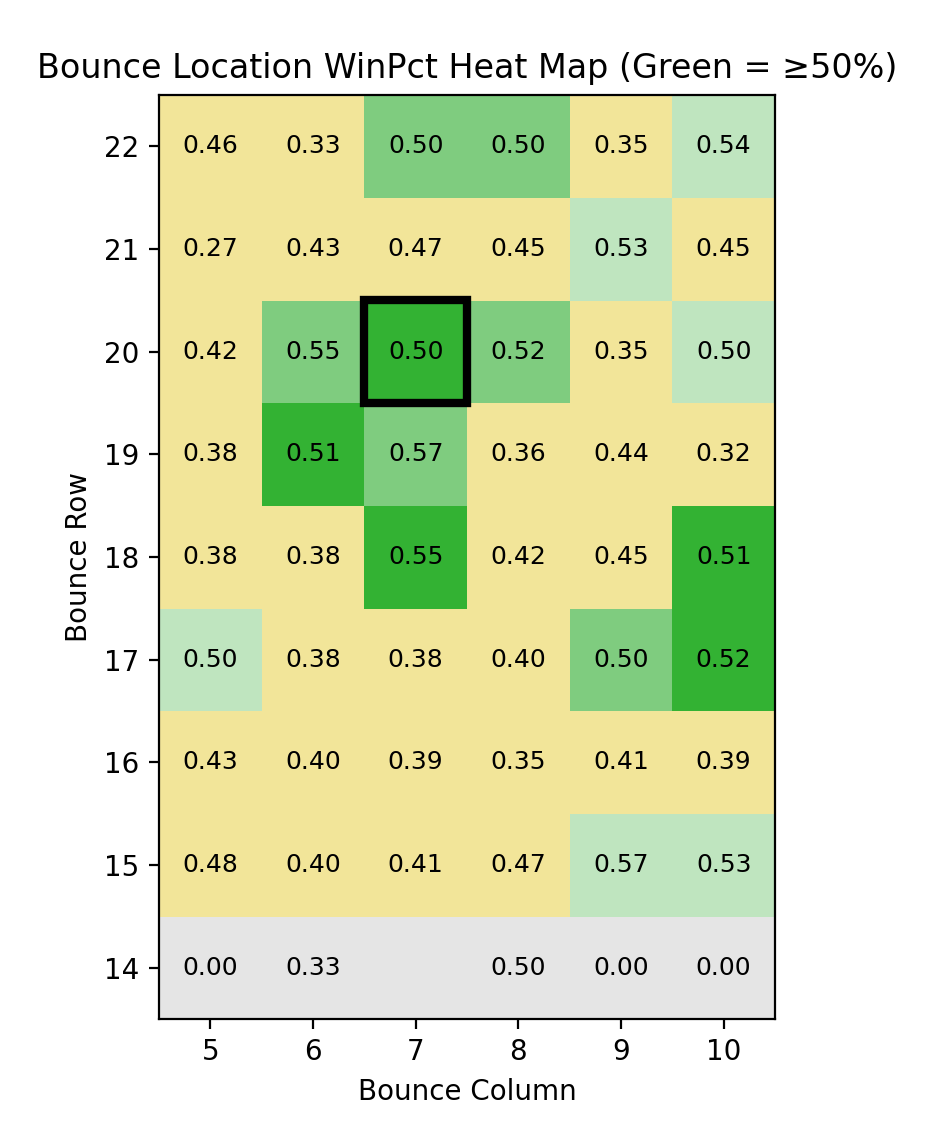 Bounce Location WinPct Heat Map (Green = ≥50%)
22 0.46 0.33 0.50 0.50 0.35 0.54
21 0.27 0.43 0.47 0.45 0.53 0.45
20 0.42 0.55 0.50 0.52 0.35 0.50
19 0.38 0.51 0.57 0.36 0.44 0.32
18 0.38 0.38 0.55 0.42 0.45 0.51
17 0.50 0.38 0.38 0.40 0.50 0.52
16 0.43 0.40 0.39 0.35 0.41 0.39
15 0.48 0.40 0.41 0.47 0.57 0.53
14 0.00 0.33 0.50 0.00 0.00
Bounce Row
5 6 7 8 9 10
Bounce Column